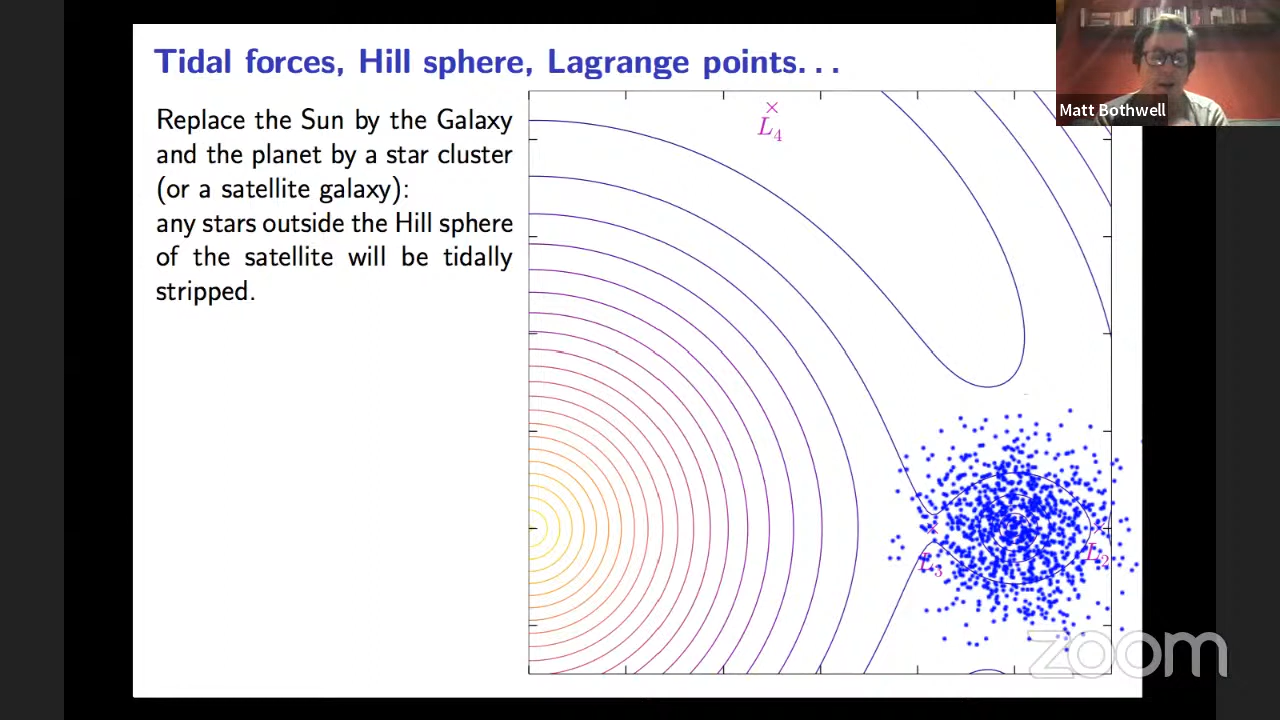 Tidal forces, Hill sphere, Lagrange points. . .
Matt Bothwell
Replace the Sun by the Galaxy
and the planet by a star cluster
(or a satellite galaxy):
any stars outside the Hill sphere
of the satellite will be tidally
stripped.
L4
L3
L2
zoom